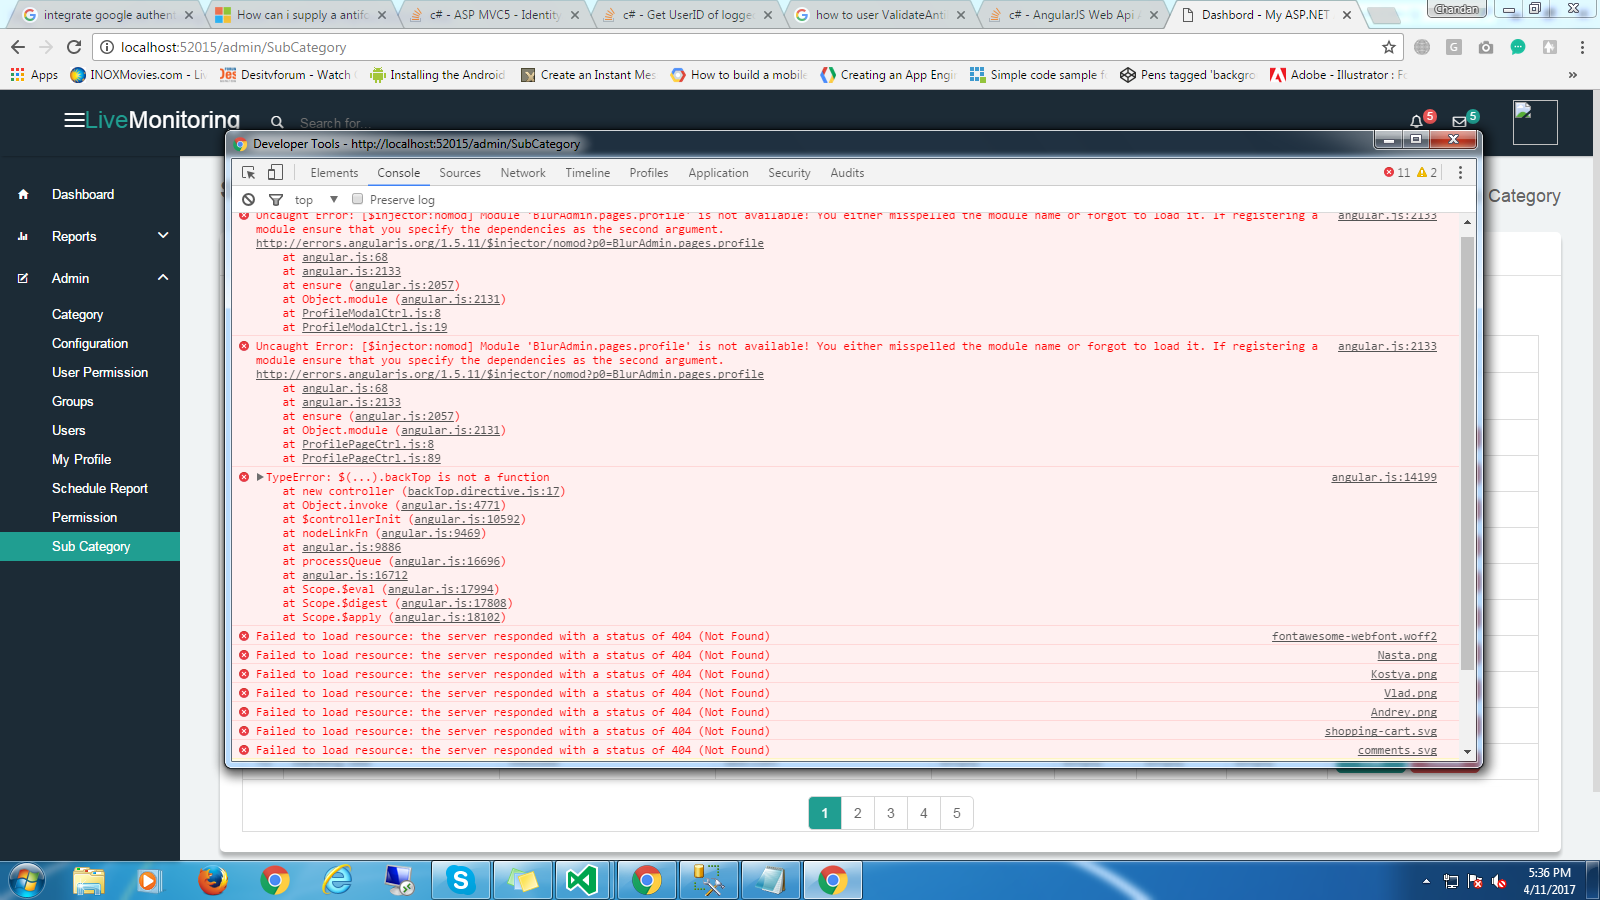 integrate google authent
How can i supply a antifo
c# - ASP MVC5 - Identity
c# - Get UserID of logge
how to user ValidateAnti
c# - AngularJS Web Api
Dashbord - My ASP.NET
Chandan
localhost:52015/admin/SubCategory
Apps
INOXMovies.com - Liv
Desitvforum - Watch
Installing the Android
Create an Instant Mes
How to build a mobile
Creating an App Engi
Simple code sample f
Pens tagged 'backgro
Adobe - Illustrator : Fo
»
LiveMonitoring
Search for...
5
5
Developer Tools - http://localhost:52015/admin/SubCategory
Elements Console Sources Network Timeline Profiles Application Security Audits
11 2
top
Preserve log
Dashboard
Reports
Admin
Category
Configuration
User Permission
Groups
Users
My Profile
Schedule Report
Permission
Sub Category
Category
Uncaught Error: [$injector:nomod] Module 'BlurAdmin.pages.profile' is not available! You either misspelled the module name or forgot to load it. If registering a angular.js:2133
module ensure that you specify the dependencies as the second argument.
http://errors.angularjs.org/1.5.11/$injector/nomod?p0=BlurAdmin.pages.profile
at angular.js:68
at angular.js:2133
at ensure (angular.js:2057)
at Object.module (angular.js:2131)
at ProfileModalCtrl.js:8
at ProfileModalCtrl.js:19
Uncaught Error: [$injector:nomod] Module 'BlurAdmin.pages.profile' is not available! You either misspelled the module name or forgot to load it. If registering a angular.js:2133
module ensure that you specify the dependencies as the second argument.
http://errors.angularjs.org/1.5.11/$injector/nomod?p0=BlurAdmin.pages.profile
at angular.js:68
at angular.js:2133
at ensure (angular.js:2057)
at Object.module (angular.js:2131)
at ProfilePageCtrl.js:8
at ProfilePageCtrl.js:89
TypeError: $(...).backTop is not a function angular.js:14199
at new controller (backTop.directive.js:17)
at Object.invoke (angular.js:4771)
at $controllerInit (angular.js:10592)
at nodeLinkFn (angular.js:9469)
at angular.js:9886
at processQueue (angular.js:16696)
at angular.js:16712
at Scope.$eval (angular.js:17994)
at Scope.$digest (angular.js:17808)
at Scope.$apply (angular.js:18102)
Failed to load resource: the server responded with a status of 404 (Not Found) fontawesome-webfont.woff2
Failed to load resource: the server responded with a status of 404 (Not Found) Nasta.png
Failed to load resource: the server responded with a status of 404 (Not Found) Kostya.png
Failed to load resource: the server responded with a status of 404 (Not Found) Vlad.png
Failed to load resource: the server responded with a status of 404 (Not Found) Andrey.png
Failed to load resource: the server responded with a status of 404 (Not Found) shopping-cart.svg
Failed to load resource: the server responded with a status of 404 (Not Found) comments.svg
1 2 3 4 5
5:36 PM
4/11/2017